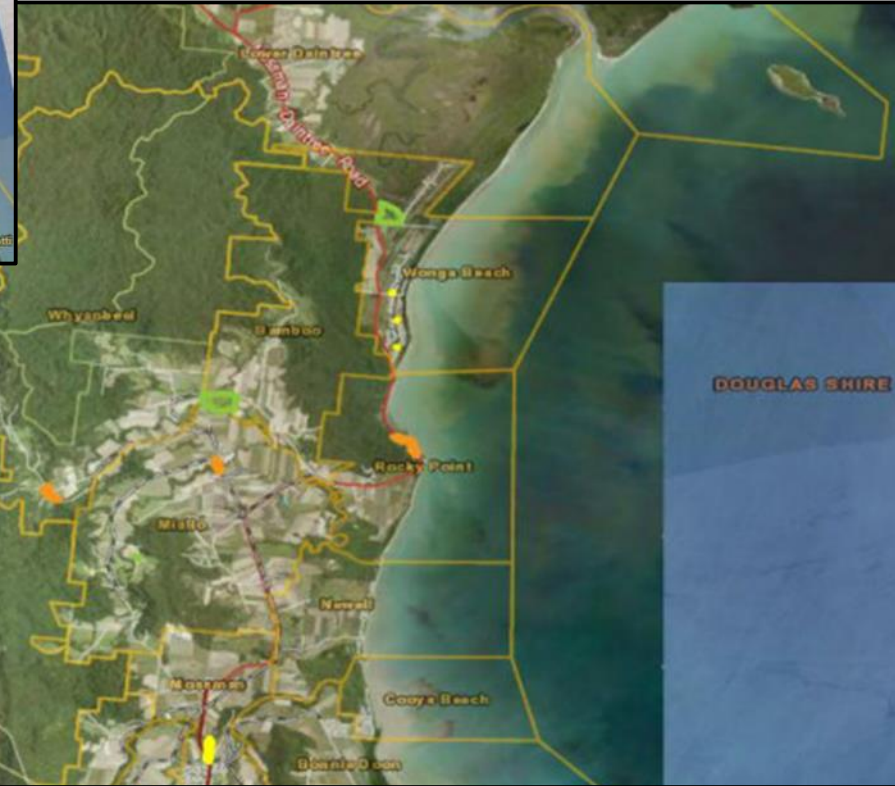 Lower Daintree
Mossman-Daintree Road
Wonga Beach
Whyanbeel
Bamboo
DOUGLAS SHIRE
Rocky Point
Miallo
Newell
Mossman
Cooya Beach
Bonnie Doon